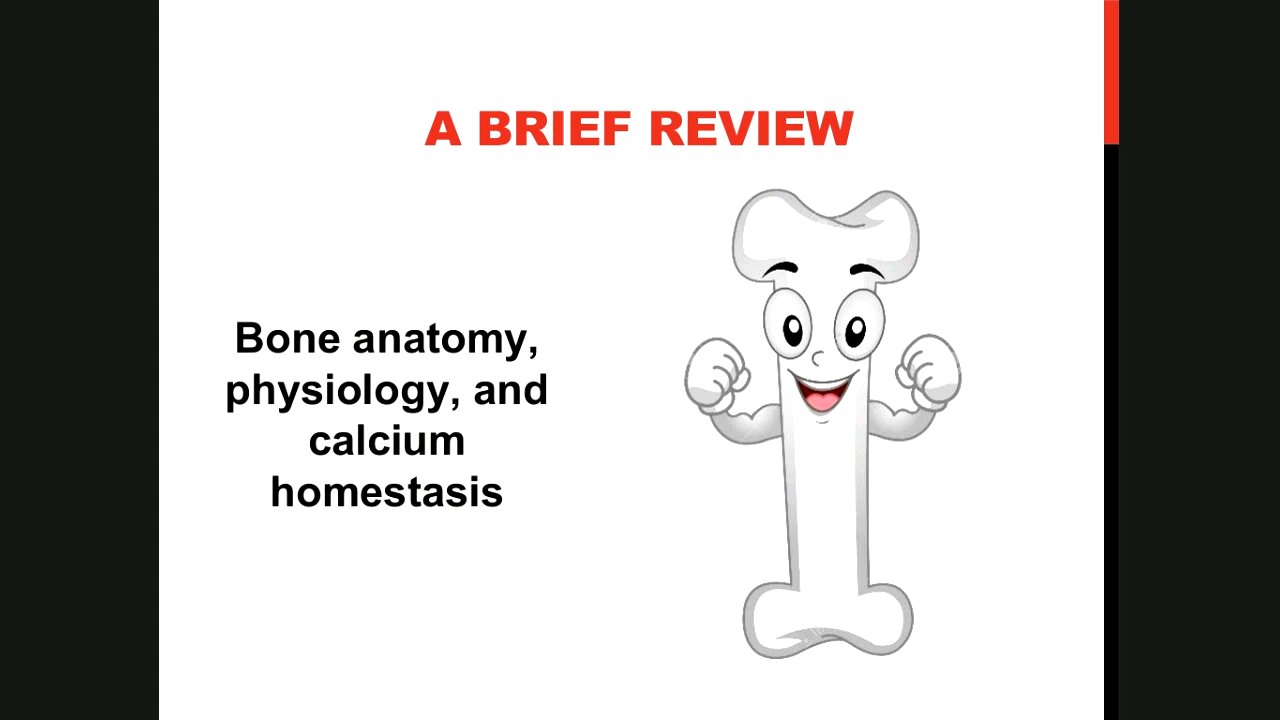 A BRIEF REVIEW
Bone anatomy,
physiology, and
calcium
homestasis